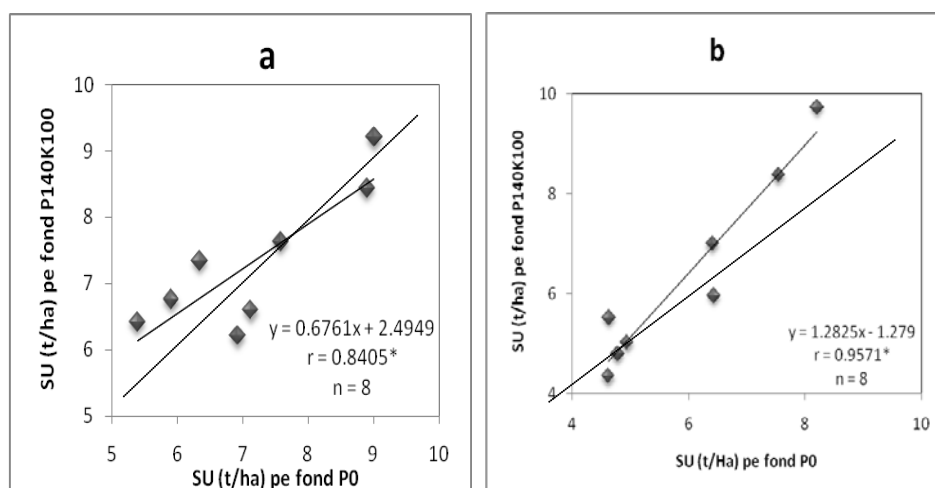 a
SU (t/ha) pe fond P140K100
10
9
8
7
6
5
y = 0.6761x + 2.4949
r = 0.8405*
n = 8
5 6 7 8 9 10
SU (t/ha) pe fond P0
b
SU (t/ha) pe fond P140K100
10
8
6
4
y = 1.2825x - 1.279
r = 0.9571*
n = 8
4 6 8 10
SU (t/Ha) pe fond P0